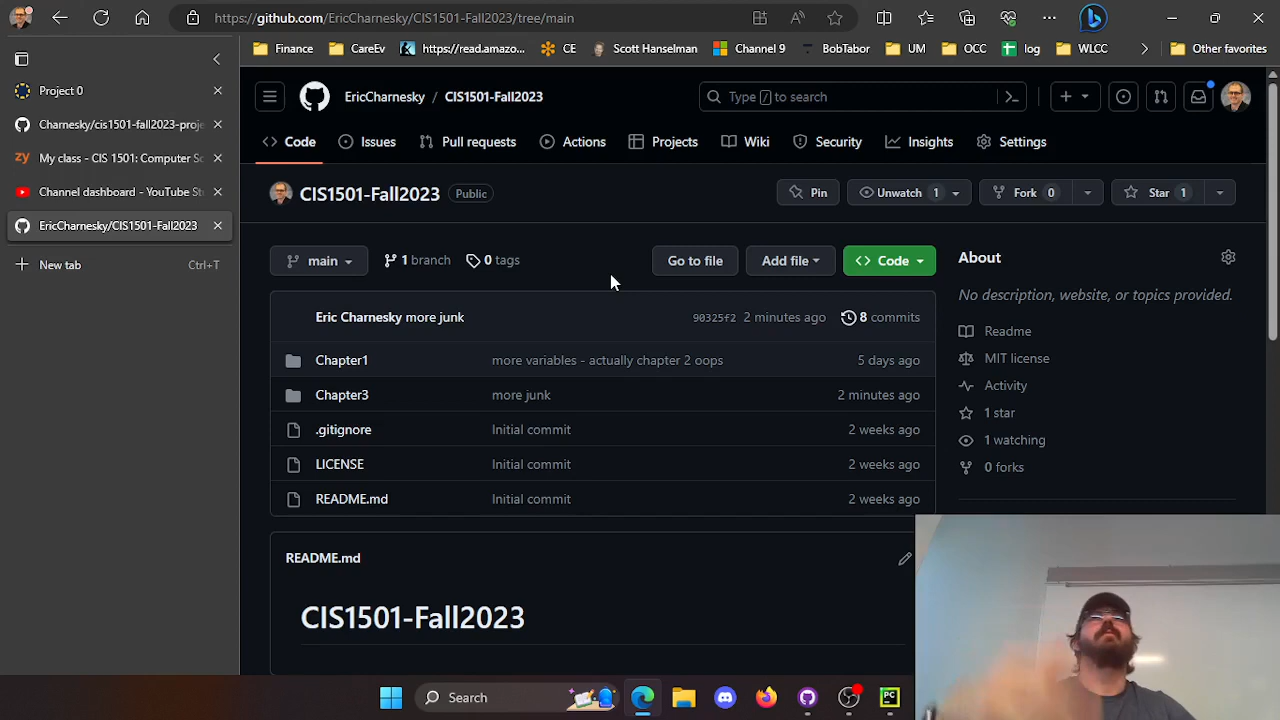 https://github.com/EricCharnesky/CIS1501-Fall2023/tree/main
Finance
CareEv
https://read.amazo...
CE
Scott Hanselman
Channel 9
BobTabor
UM
OCC
log
WLCC
Other favorites
Project 0
Charnesky/cis1501-fall2023-proje
My class - CIS 1501: Computer Sc
Channel dashboard - YouTube St
EricCharnesky/CIS1501-Fall2023
New tab
Ctrl+T
EricCharnesky / CIS1501-Fall2023
Type / to search
Code
Issues
Pull requests
Actions
Projects
Wiki
Security
Insights
Settings
CIS1501-Fall2023
Public
Pin
Unwatch 1
Fork 0
Star 1
main
1 branch
0 tags
Go to file
Add file
Code
Eric Charnesky more junk
90325f2 2 minutes ago
8 commits
Chapter1
more variables - actually chapter 2 oops
5 days ago
Chapter3
more junk
2 minutes ago
.gitignore
Initial commit
2 weeks ago
LICENSE
Initial commit
2 weeks ago
README.md
Initial commit
2 weeks ago
README.md
CIS1501-Fall2023
About
No description, website, or topics provided.
Readme
MIT license
Activity
1 star
1 watching
0 forks
Search
PC